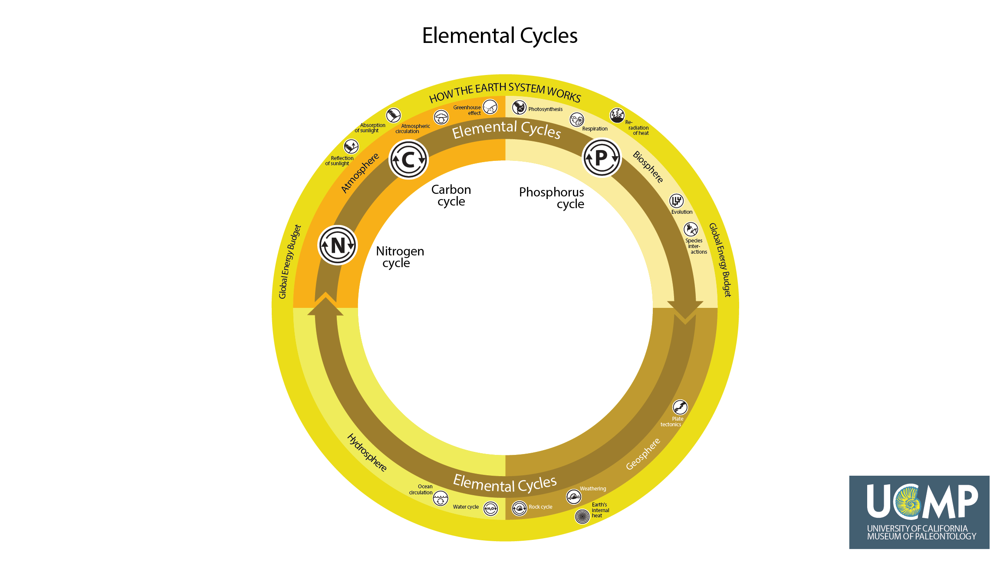 Elemental Cycles
HOW THE EARTH SYSTEM WORKS
Greenhouse
effect
Photosynthesis
Absorption
of sunlight
Atmospheric
circulation
Respiration
CO₂
Re-
radiation
of heat
Elemental Cycles
Reflection
of sunlight
Atmosphere
C
P
Biosphere
Carbon
cycle
Phosphorus
cycle
Evolution
Species
inter-
actions
N
Nitrogen
cycle
Global Energy Budget
Global Energy Budget
Plate
tectonics
Hydrosphere
Geosphere
Elemental Cycles
Ocean
circulation
Weathering
Water cycle
H₂O
Rock cycle
Earth's
internal
heat
UCMP
UNIVERSITY OF CALIFORNIA
MUSEUM OF PALEONTOLOGY